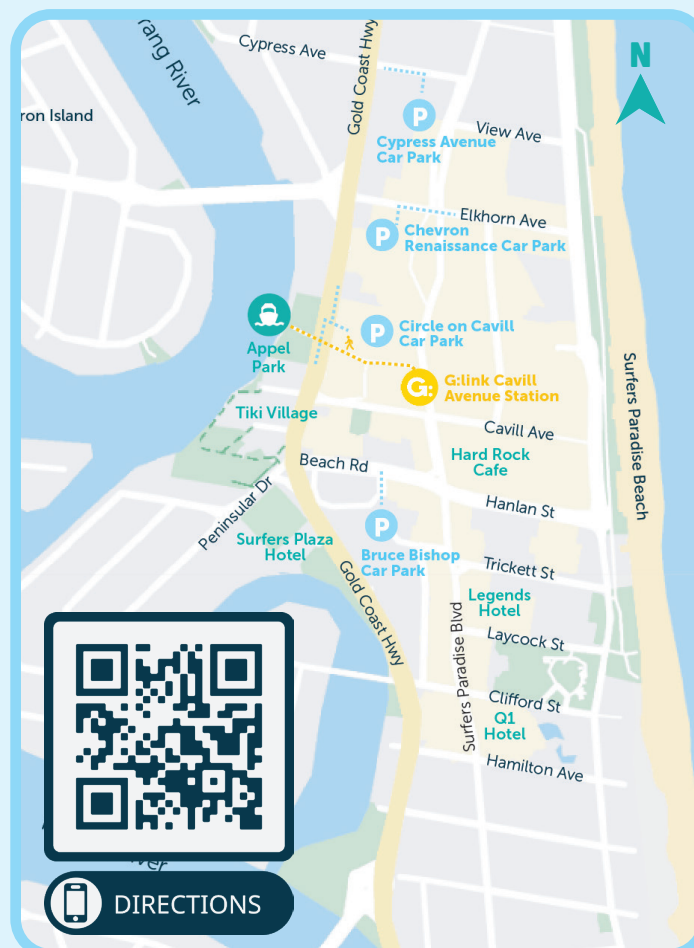 rang River
Cypress Ave
Gold Coast Hwy
N
ron Island
P
Cypress Avenue
Car Park
View Ave
Elkhorn Ave
P
Chevron
Renaissance Car Park
Appel
Park
P
Circle on Cavill
Car Park
G:
G:link Cavill
Avenue Station
Surfers Paradise Beach
Tiki Village
Cavill Ave
Beach Rd
Hard Rock
Cafe
Peninsular Dr
Hanlan St
P
Surfers Plaza
Hotel
Bruce Bishop
Car Park
Gold Coast Hwy
Trickett St
Legends
Hotel
Surfers Paradise Blvd
Laycock St
Clifford St
Q1
Hotel
Hamilton Ave
DIRECTIONS